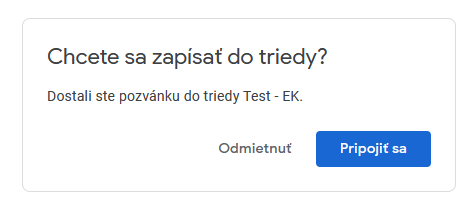 Chcete sa zapísať do triedy?
Dostali ste pozvánku do triedy Test - EK.
Odmietnuť Pripojiť sa